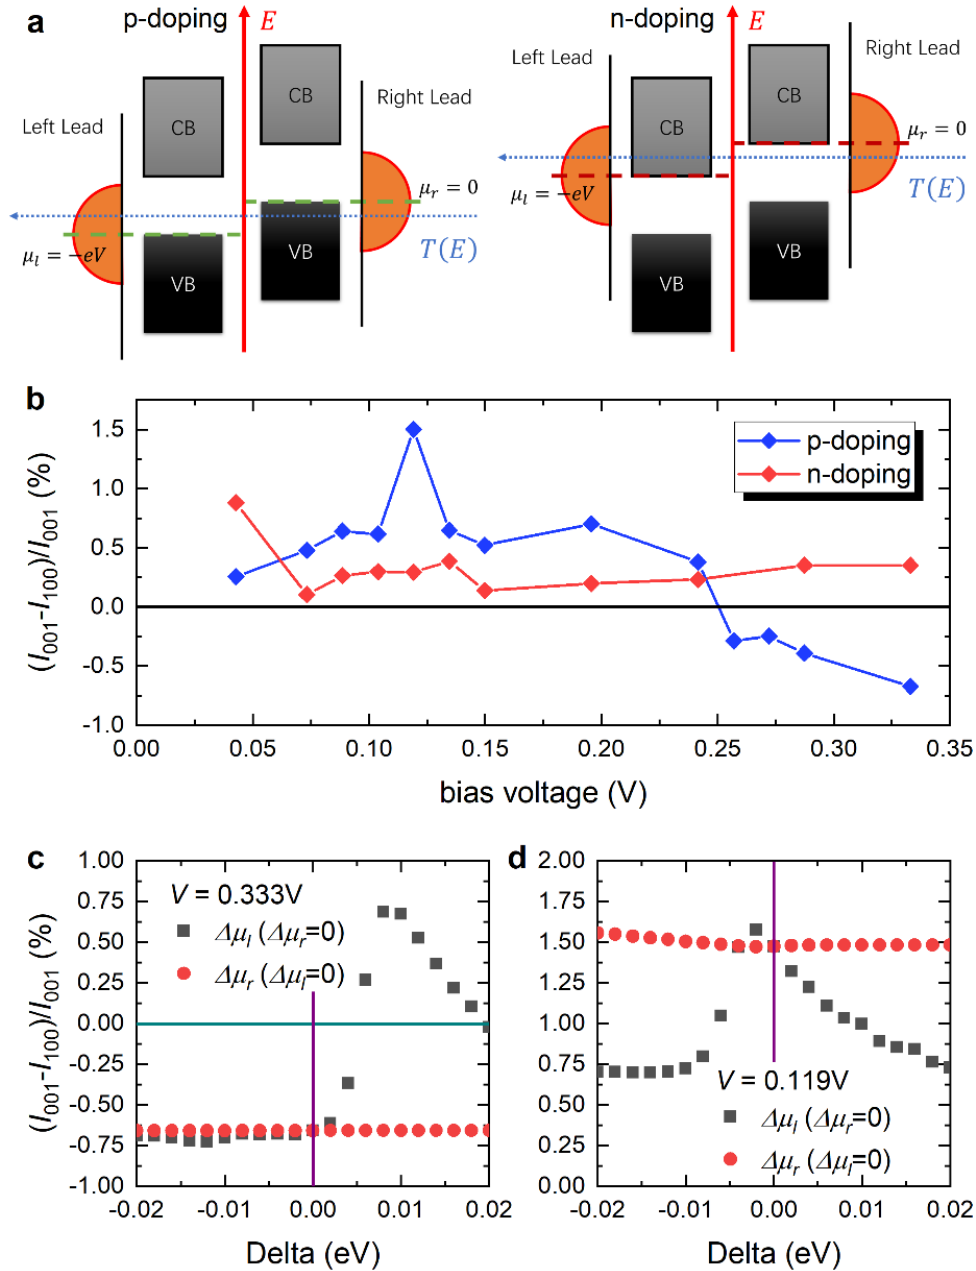 a
p-doping
E
n-doping
E
Left Lead
CB
CB
Right Lead
μr = 0
μl = −eV
VB
VB
T(E)
Left Lead
CB
CB
Right Lead
μr = 0
μl = −eV
VB
VB
T(E)
b
(I001-I100)/I001 (%)
1.5
1.0
0.5
0.0
-0.5
-1.0
p-doping
n-doping
0.00 0.05 0.10 0.15 0.20 0.25 0.30 0.35
bias voltage (V)
c
(I001-I100)/I001 (%)
1.00
0.75
0.50
0.25
0.00
-0.25
-0.50
-0.75
-1.00
V = 0.333V
Δμl (Δμr=0)
Δμr (Δμl=0)
-0.02 -0.01 0.00 0.01 0.02
Delta (eV)
d
2.00
1.75
1.50
1.25
1.00
0.75
0.50
0.25
0.00
V = 0.119V
Δμl (Δμr=0)
Δμr (Δμl=0)
-0.02 -0.01 0.00 0.01 0.02
Delta (eV)